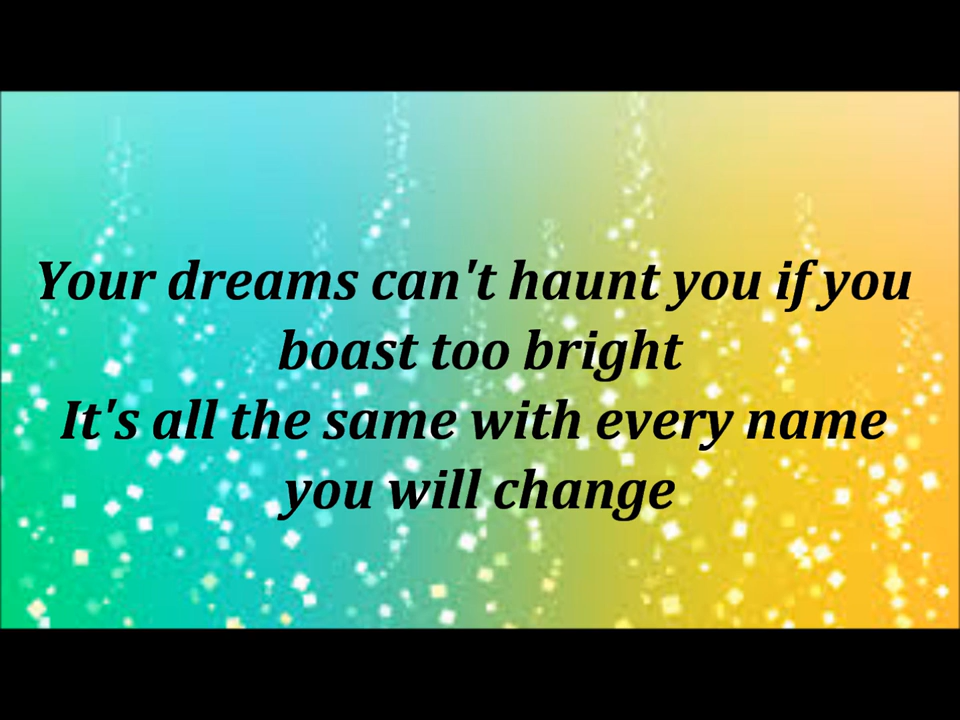 Your dreams can't haunt you if you
boast too bright
It's all the same with every name
you will change